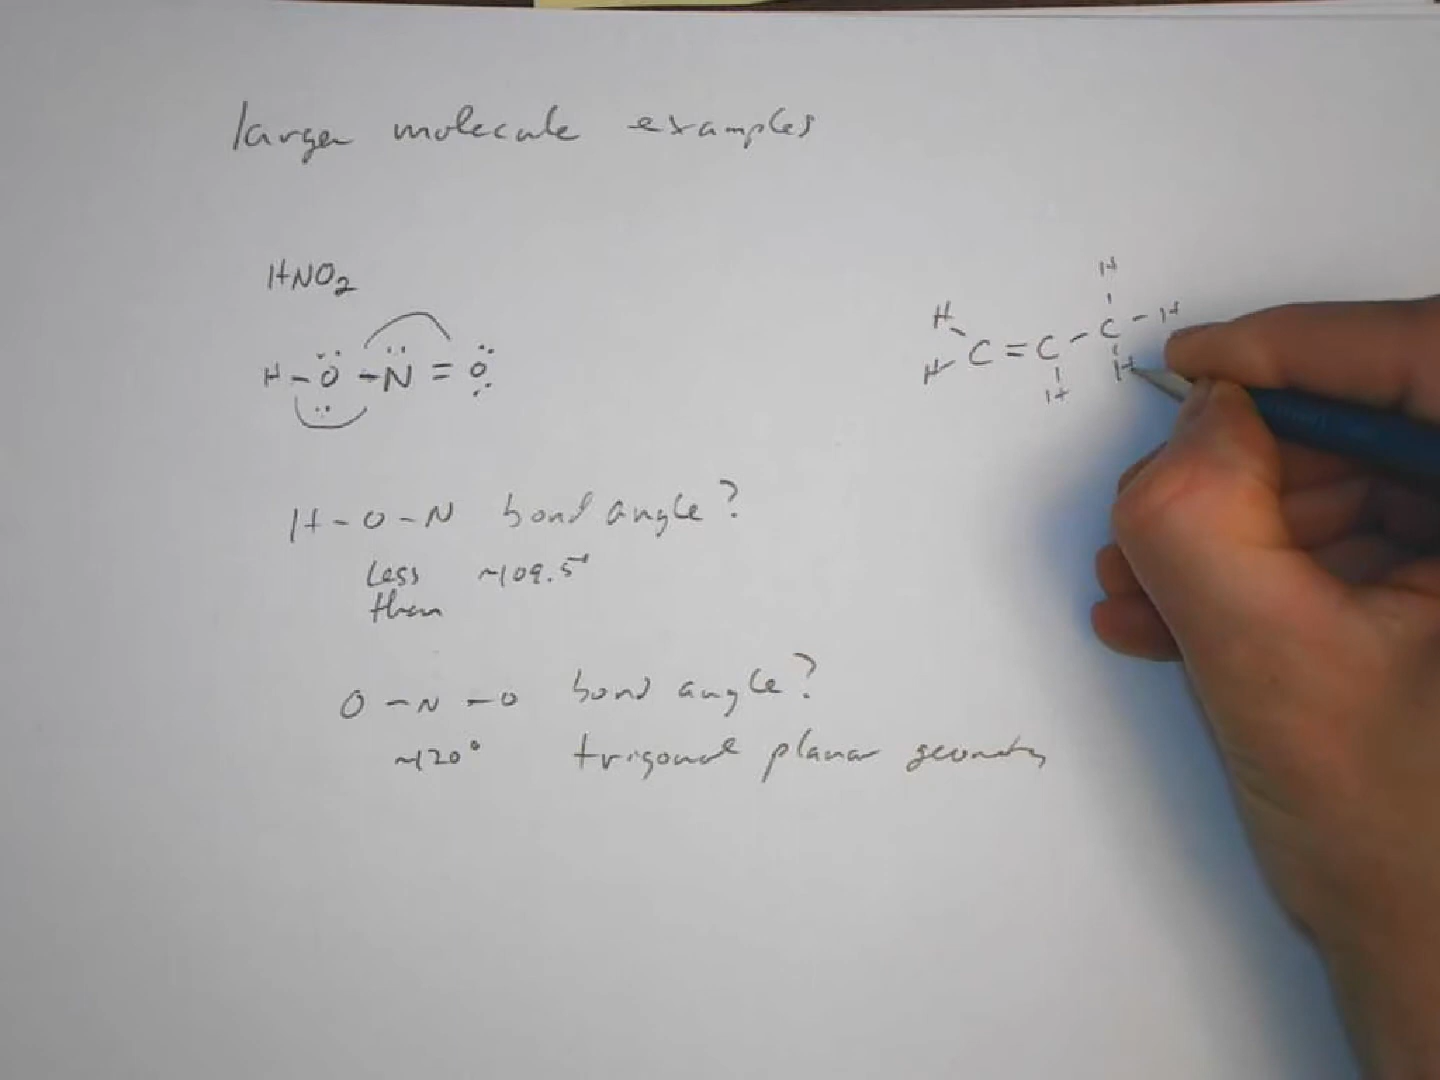 larger molecule examples
HNO2
H - O - N = O
H - O - N bond angle?
Less ~109.5°
than
O - N - O bond angle?
~120° trigonal planar geometry
H
H C = C - C - H
H H H